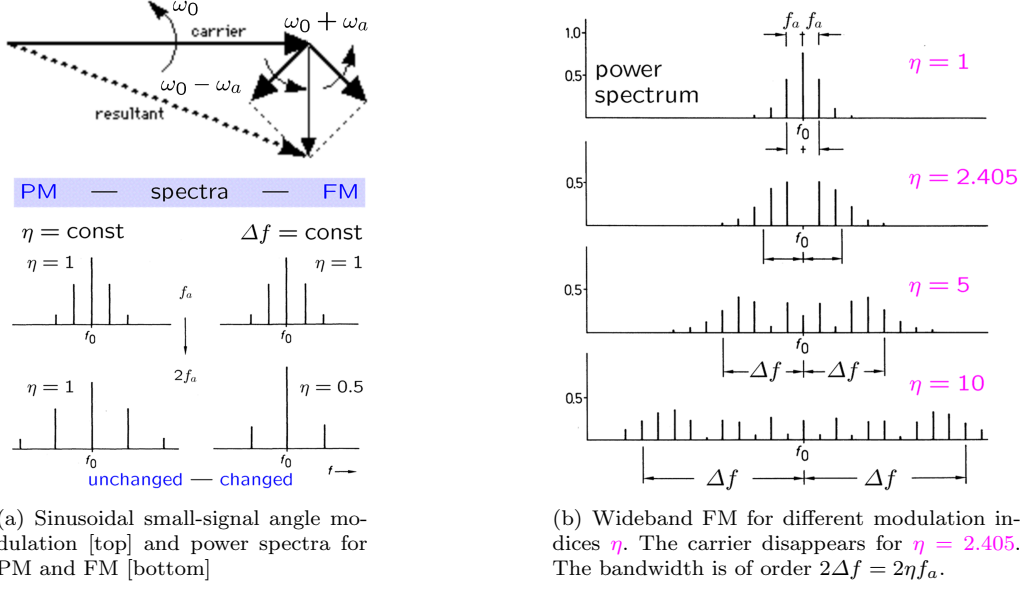 ω0
ω0 + ωa
carrier
ω0 − ωa
resultant
PM — spectra — FM
η = const
Δf = const
η = 1
η = 1
fa
f0
f0
2fa
η = 1
η = 0.5
f0
f0
f
unchanged — changed
(a) Sinusoidal small-signal angle mo-
dulation [top] and power spectra for
PM and FM [bottom]
fa fa
1.0
η = 1
0.5
power
spectrum
f0
η = 2.405
0.5
f0
η = 5
0.5
f0
Δf Δf
η = 10
0.5
f0
Δf Δf
(b) Wideband FM for different modulation in-
dices η. The carrier disappears for η = 2.405.
The bandwidth is of order 2Δf = 2ηfa.